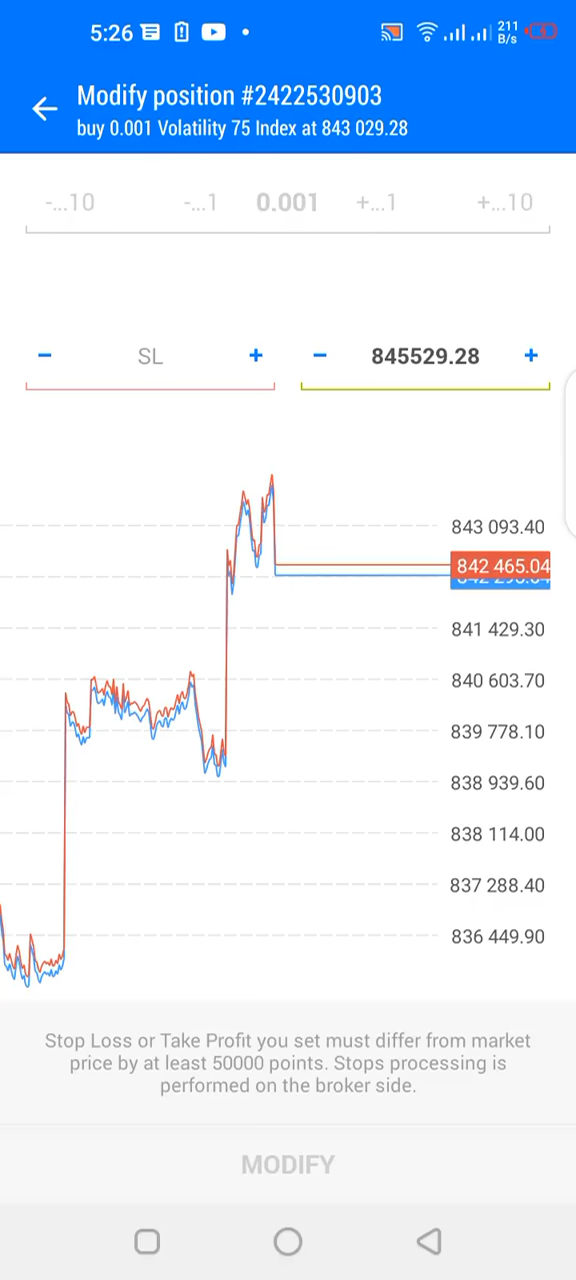 5:26
211
B/s
Modify position #2422530903
buy 0.001 Volatility 75 Index at 843 029.28
-...10 -...1 0.001 +...1 +...10
- SL + - 845529.28 +
843 093.40
842 465.04
841 429.30
840 603.70
839 778.10
838 939.60
838 114.00
837 288.40
836 449.90
Stop Loss or Take Profit you set must differ from market
price by at least 50000 points. Stops processing is
performed on the broker side.
MODIFY